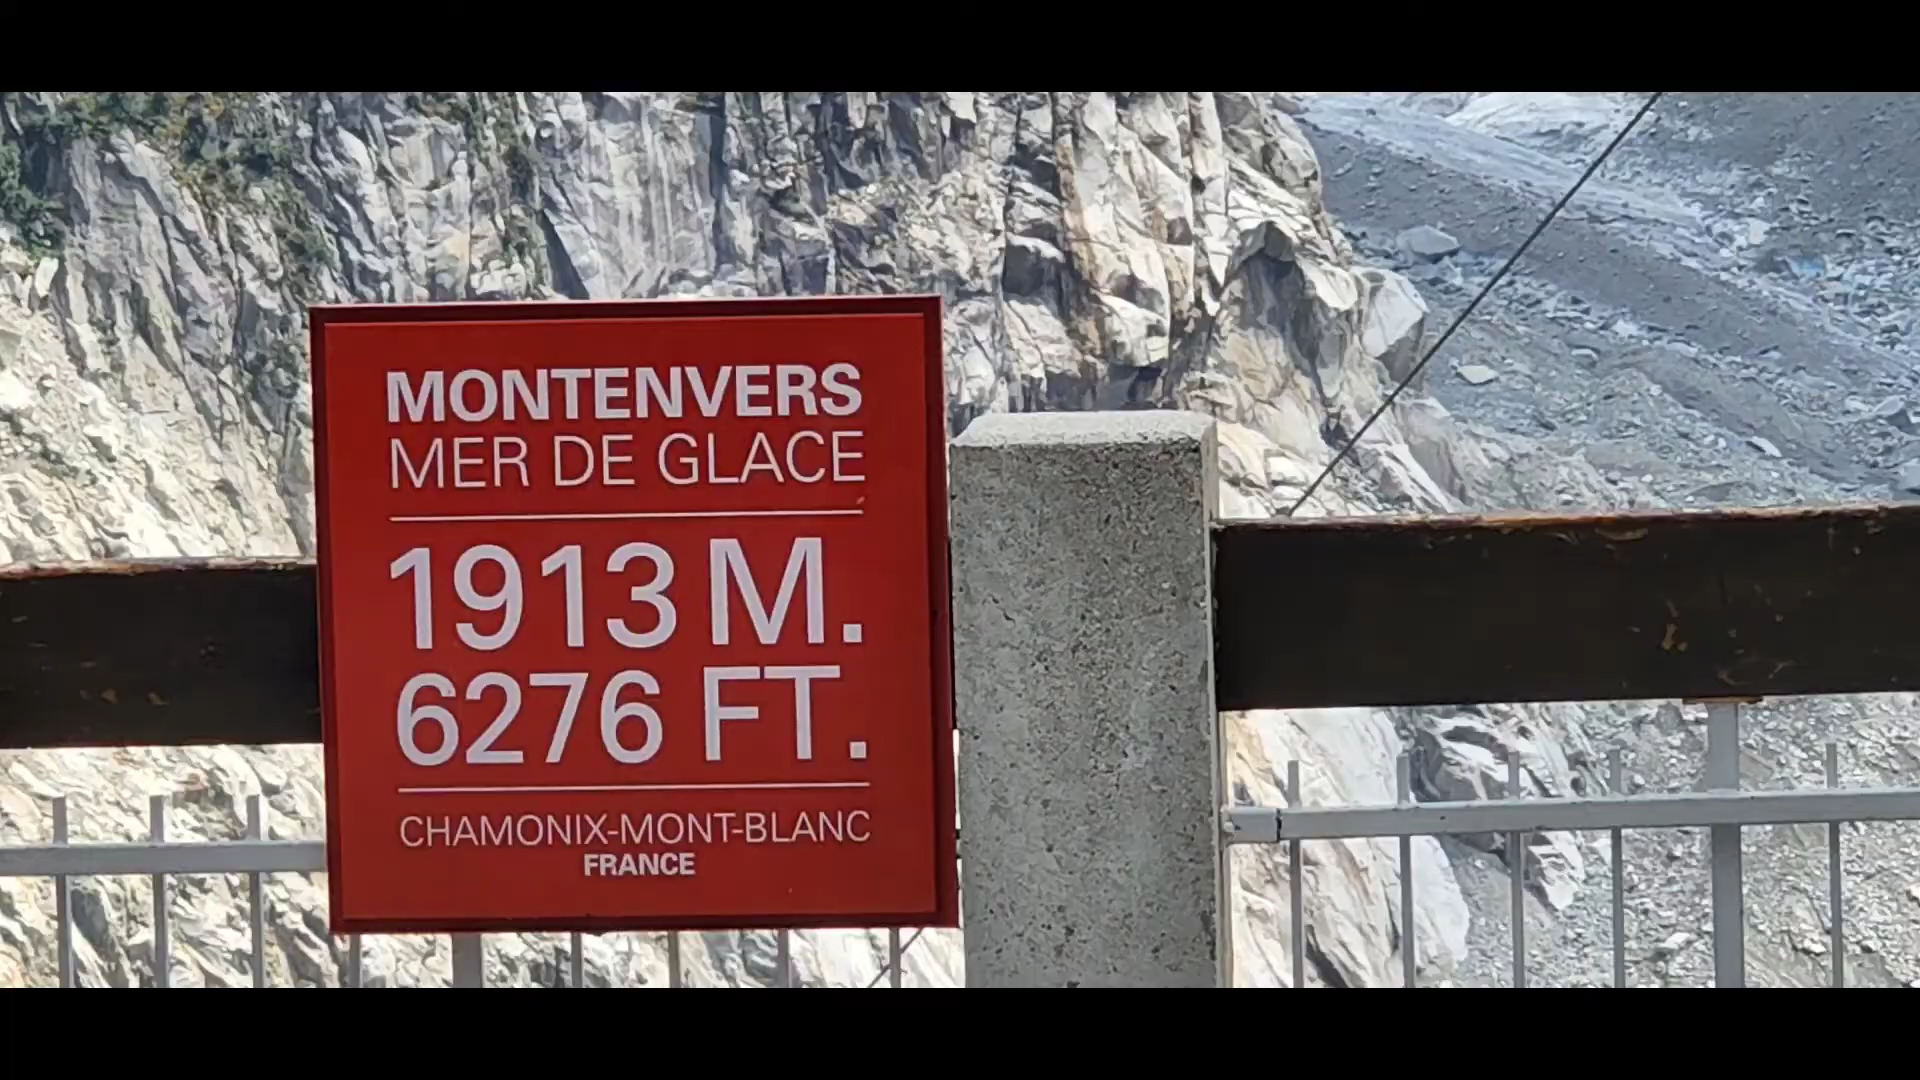 MONTENVERS
MER DE GLACE
1913 M.
6276 FT.
CHAMONIX-MONT-BLANC
FRANCE